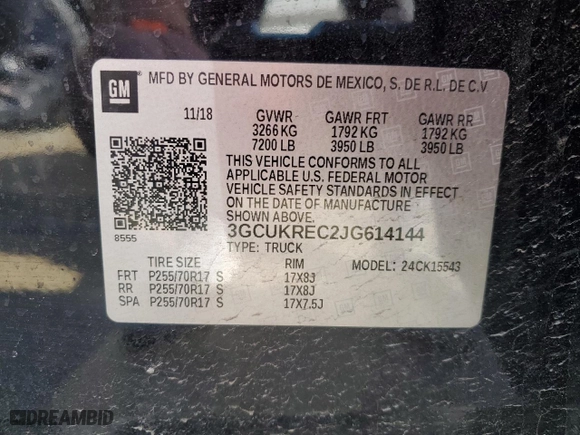 GM
MFD BY GENERAL MOTORS DE MEXICO, S. DE R.L. DE C.V
11/18 GVWR GAWR FRT GAWR RR
3266 KG 1792 KG 1792 KG
7200 LB 3950 LB 3950 LB
THIS VEHICLE CONFORMS TO ALL
APPLICABLE U.S. FEDERAL MOTOR
VEHICLE SAFETY STANDARDS IN EFFECT
ON THE DATE OF MANUFACTURE
SHOWN ABOVE.
3GCUKREC2JG614144
8555
TYPE: TRUCK
TIRE SIZE RIM MODEL: 24CK15543
FRT P255/70R17 S 17X8J
RR P255/70R17 S 17X8J
SPA P255/70R17 S 17X7.5J
DREAMBID